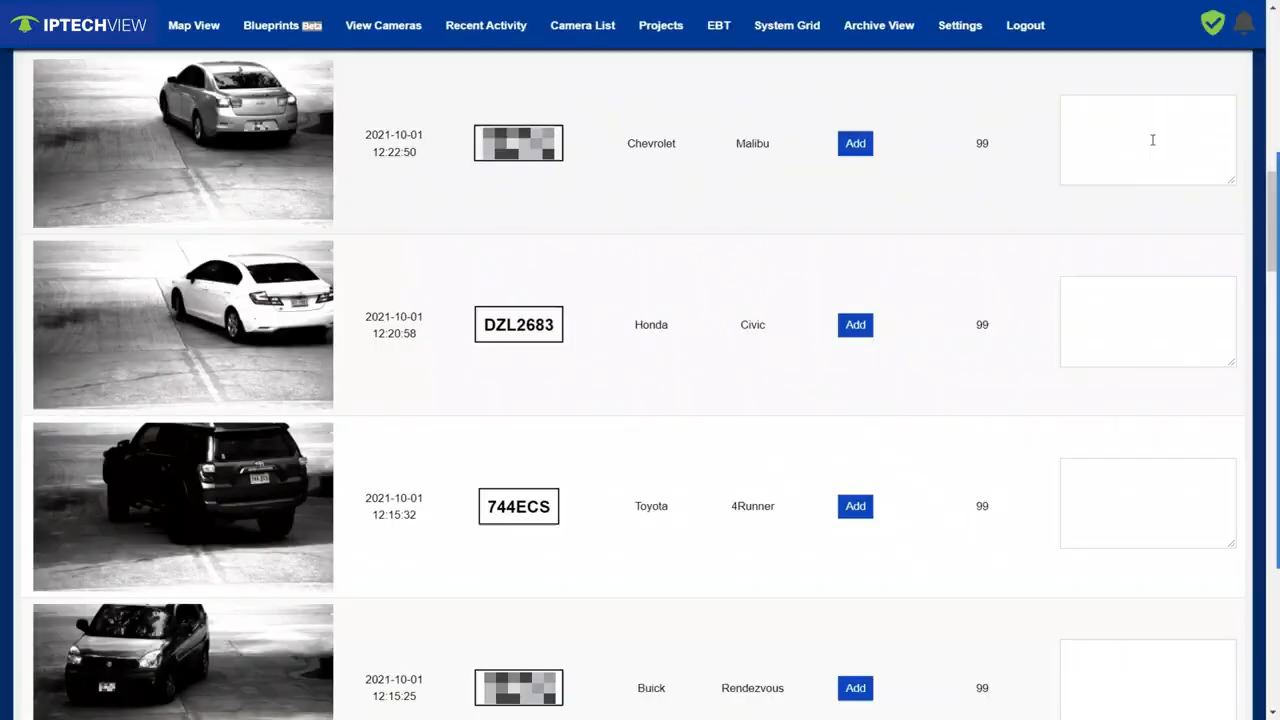 IPTECHVIEW Map View Blueprints Beta View Cameras Recent Activity Camera List Projects EBT System Grid Archive View Settings Logout
2021-10-01
12:22:50
Chevrolet Malibu Add 99
2021-10-01
12:20:58
DZL2683 Honda Civic Add 99
2021-10-01
12:15:32
744ECS Toyota 4Runner Add 99
2021-10-01
12:15:25
Buick Rendezvous Add 99